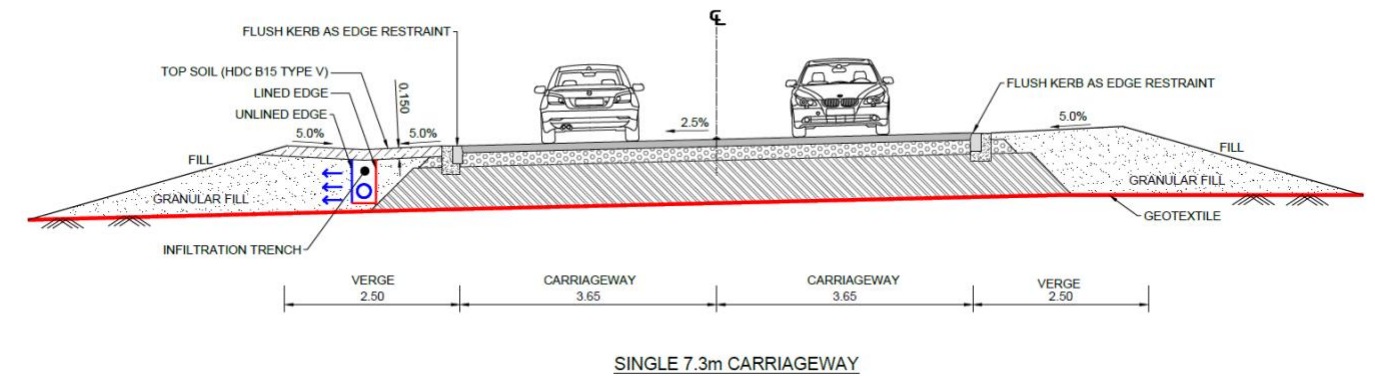 ℄
FLUSH KERB AS EDGE RESTRAINT
TOP SOIL (HDC B15 TYPE V)
LINED EDGE
UNLINED EDGE
0.150
FLUSH KERB AS EDGE RESTRAINT
5.0%
5.0%
2.5%
5.0%
FILL
FILL
GRANULAR FILL
GRANULAR FILL
GEOTEXTILE
INFILTRATION TRENCH
VERGE
2.50
CARRIAGEWAY
3.65
CARRIAGEWAY
3.65
VERGE
2.50
SINGLE 7.3m CARRIAGEWAY